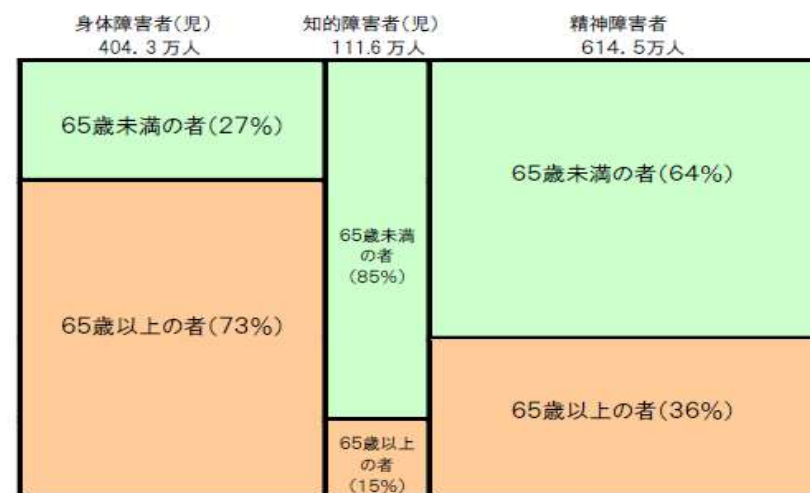 身体障害者(児)
404.3万人
知的障害者(児)
111.6万人
精神障害者
614.5万人
65歳未満の者(27%)
65歳以上の者(73%)
65歳未満
の者
(85%)
65歳以上
の者
(15%)
65歳未満の者(64%)
65歳以上の者(36%)